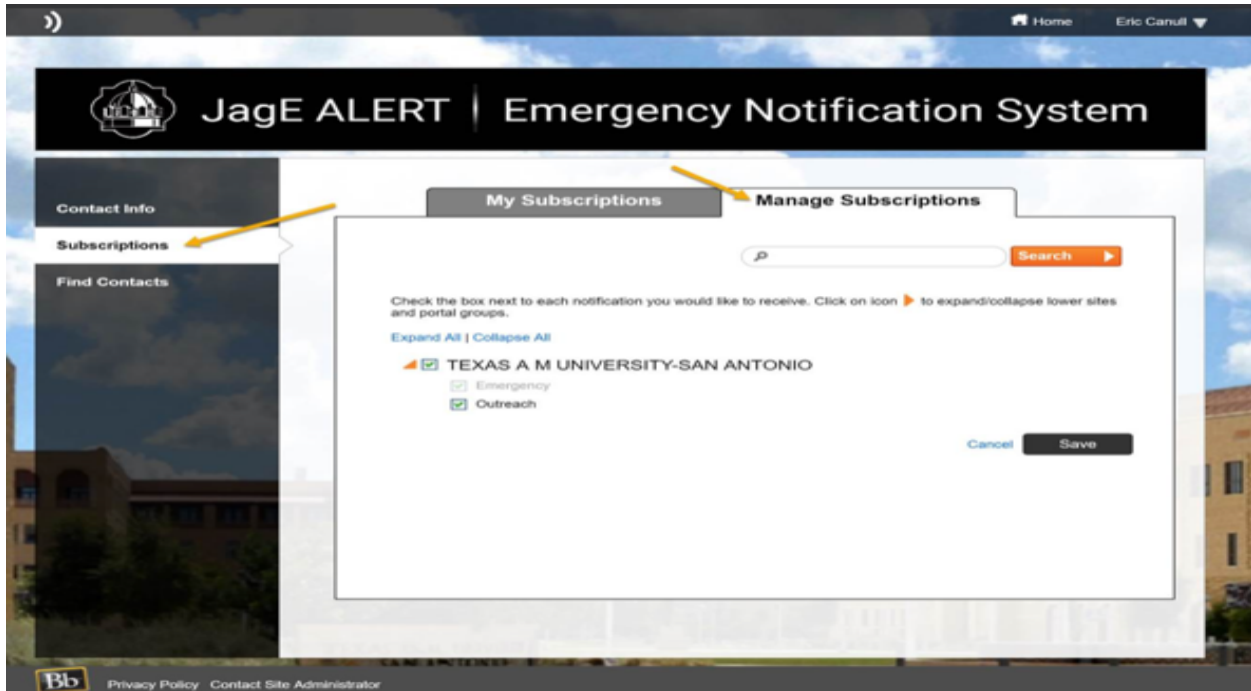 Home Eric Canull
JagE ALERT | Emergency Notification System
Contact Info
Subscriptions
Find Contacts
My Subscriptions
Manage Subscriptions
Search
Check the box next to each notification you would like to receive. Click on icon to expand/collapse lower sites
and portal groups.
Expand All | Collapse All
TEXAS A M UNIVERSITY-SAN ANTONIO
Emergency
Outreach
Cancel Save
SAN ANTONIO
Bb Privacy Policy Contact Site Administrator